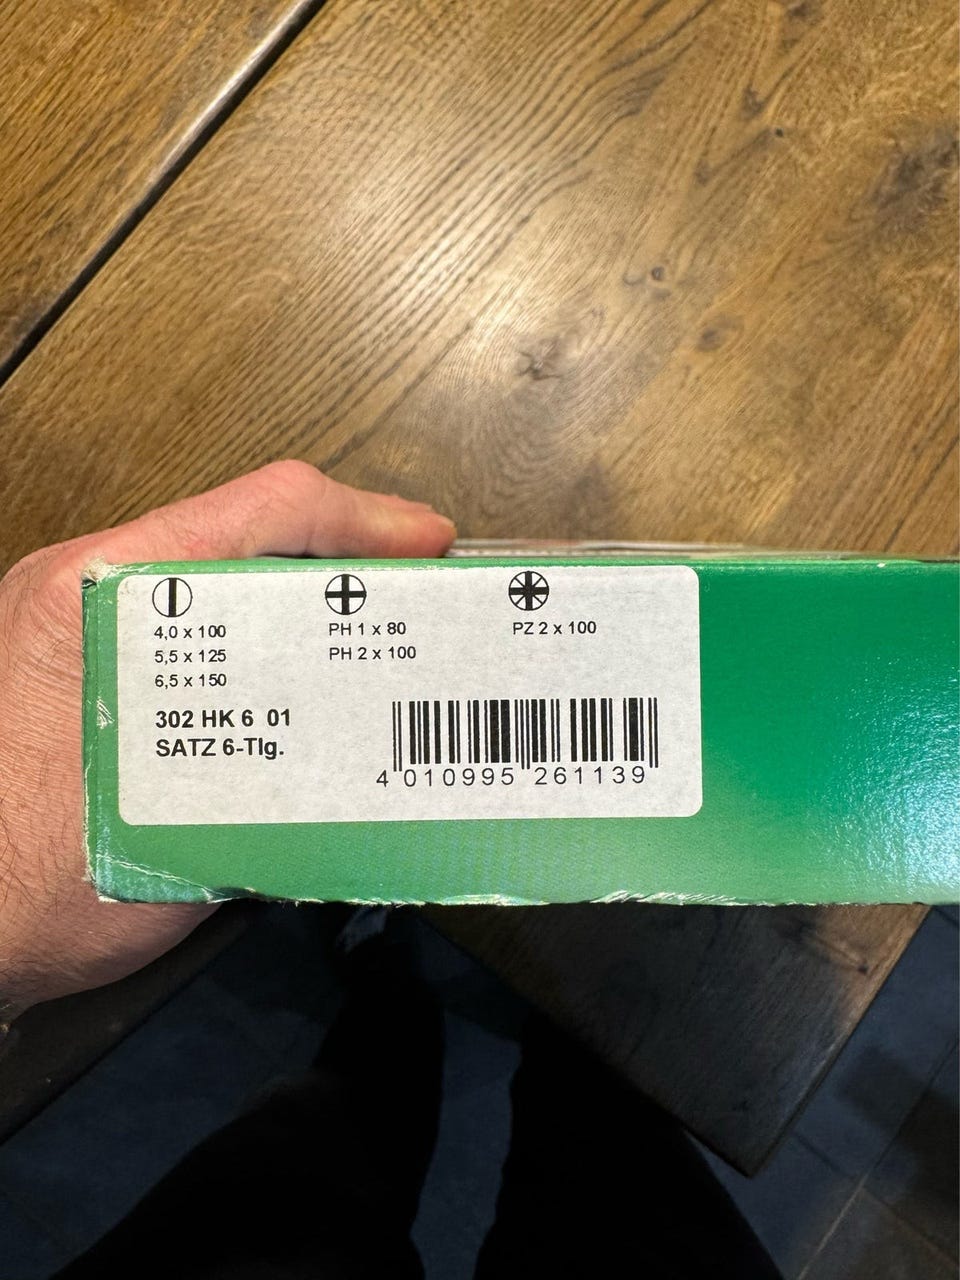 4,0 x 100
5,5 x 125
6,5 x 150
PH 1 x 80
PH 2 x 100
PZ 2 x 100
302 HK 6 01
SATZ 6-Tlg.
4 010995 261139